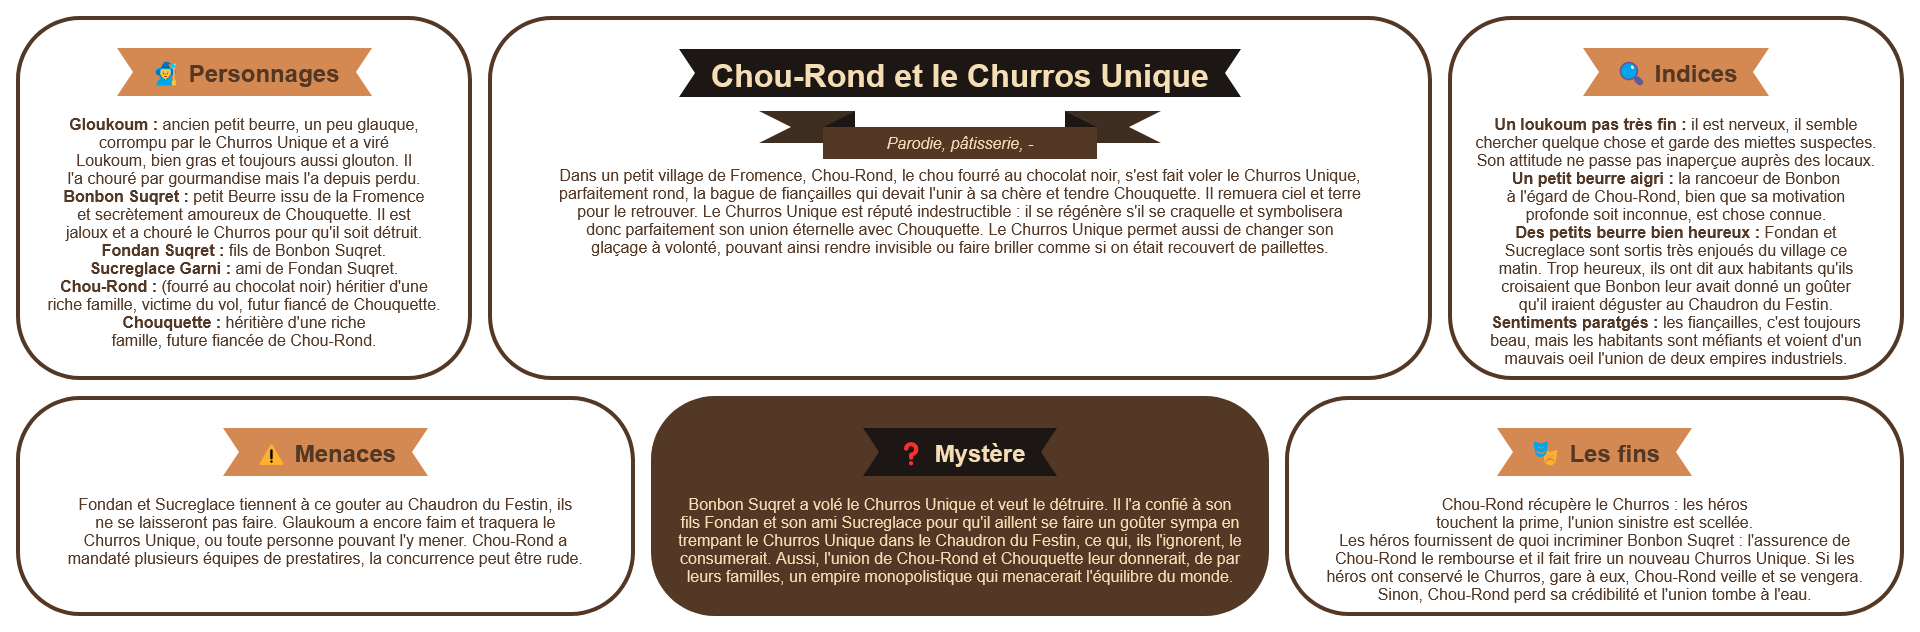 Personnages
Gloukoum : ancien petit beurre, un peu glauque,
corrompu par le Churros Unique et a viré
Loukoum, bien gras et toujours aussi glouton. Il
l'a chouré par gourmandise mais l'a depuis perdu.
Bonbon Suqret : petit Beurre issu de la Fromence
et secrètement amoureux de Chouquette. Il est
jaloux et a chouré le Churros pour qu'il soit détruit.
Fondan Suqret : fils de Bonbon Suqret.
Sucreglace Garni : ami de Fondan Suqret.
Chou-Rond : (fourré au chocolat noir) héritier d'une
riche famille, victime du vol, futur fiancé de Chouquette.
Chouquette : héritière d'une riche
famille, future fiancée de Chou-Rond.
Chou-Rond et le Churros Unique
Parodie, pâtisserie, -
Dans un petit village de Fromence, Chou-Rond, le chou fourré au chocolat noir, s'est fait voler le Churros Unique,
parfaitement rond, la bague de fiançailles qui devait l'unir à sa chère et tendre Chouquette. Il remuera ciel et terre
pour le retrouver. Le Churros Unique est réputé indestructible : il se régénère s'il se craquelle et symbolisera
donc parfaitement son union éternelle avec Chouquette. Le Churros Unique permet aussi de changer son
glaçage à volonté, pouvant ainsi rendre invisible ou faire briller comme si on était recouvert de paillettes.
Indices
Un loukoum pas très fin : il est nerveux, il semble
chercher quelque chose et garde des miettes suspectes.
Son attitude ne passe pas inaperçue auprès des locaux.
Un petit beurre aigri : la rancoeur de Bonbon
à l'égard de Chou-Rond, bien que sa motivation
profonde soit inconnue, est chose connue.
Des petits beurre bien heureux : Fondan et
Sucreglace sont sortis très enjoués du village ce
matin. Trop heureux, ils ont dit aux habitants qu'ils
croisaient que Bonbon leur avait donné un goûter
qu'il iraient déguster au Chaudron du Festin.
Sentiments paratgés : les fiançailles, c'est toujours
beau, mais les habitants sont méfiants et voient d'un
mauvais oeil l'union de deux empires industriels.
Menaces
Fondan et Sucreglace tiennent à ce gouter au Chaudron du Festin, ils
ne se laisseront pas faire. Glaukoum a encore faim et traquera le
Churros Unique, ou toute personne pouvant l'y mener. Chou-Rond a
mandaté plusieurs équipes de prestatires, la concurrence peut être rude.
Mystère
Bonbon Suqret a volé le Churros Unique et veut le détruire. Il l'a confié à son
fils Fondan et son ami Sucreglace pour qu'il aillent se faire un goûter sympa en
trempant le Churros Unique dans le Chaudron du Festin, ce qui, ils l'ignorent, le
consumerait. Aussi, l'union de Chou-Rond et Chouquette leur donnerait, de par
leurs familles, un empire monopolistique qui menacerait l'équilibre du monde.
Les fins
Chou-Rond récupère le Churros : les héros
touchent la prime, l'union sinistre est scellée.
Les héros fournissent de quoi incriminer Bonbon Suqret : l'assurance de
Chou-Rond le rembourse et il fait frire un nouveau Churros Unique. Si les
héros ont conservé le Churros, gare à eux, Chou-Rond veille et se vengera.
Sinon, Chou-Rond perd sa crédibilité et l'union tombe à l'eau.